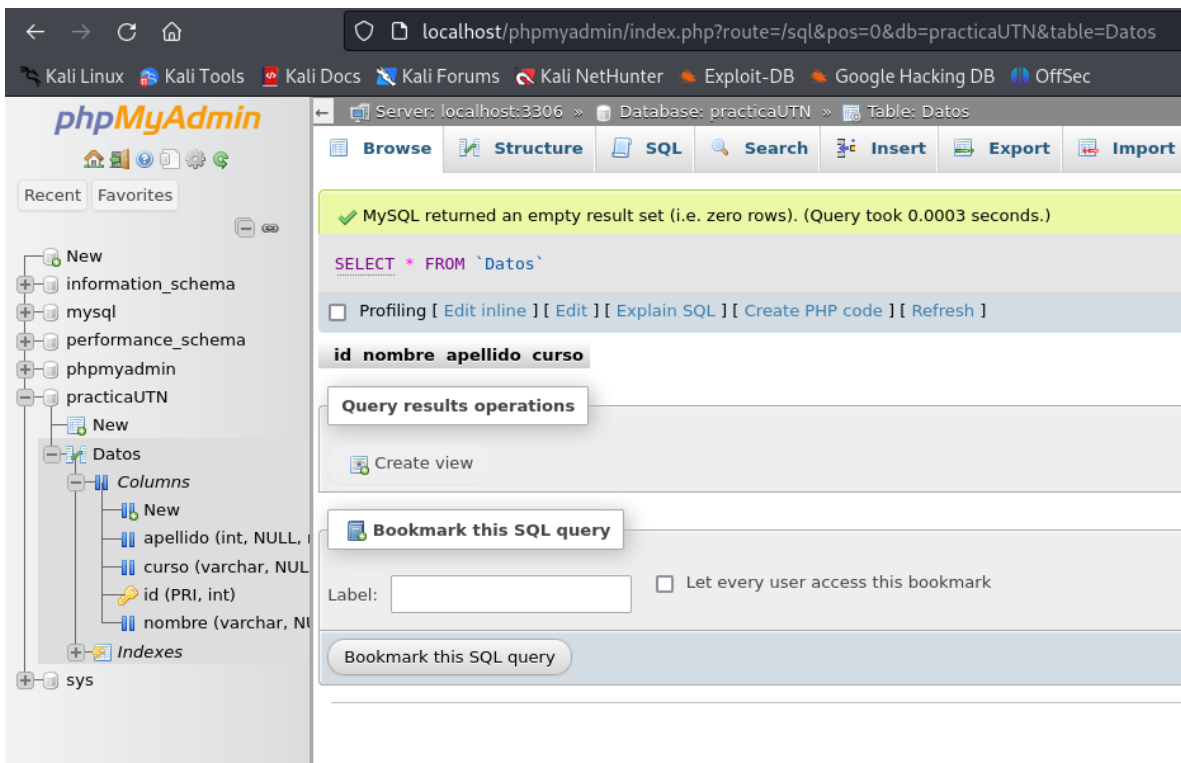 localhost/phpmyadmin/index.php?route=/sql&pos=0&db=practicaUTN&table=Datos
Kali Linux Kali Tools Kali Docs Kali Forums Kali NetHunter Exploit-DB Google Hacking DB OffSec
phpMyAdmin
Recent Favorites
New
information_schema
mysql
performance_schema
phpmyadmin
practicaUTN
New
Datos
Columns
New
apellido (int, NULL,
curso (varchar, NUL
id (PRI, int)
nombre (varchar, NU
Indexes
sys
Server: localhost:3306 » Database: practicaUTN » Table: Datos
Browse Structure SQL Search Insert Export Import
MySQL returned an empty result set (i.e. zero rows). (Query took 0.0003 seconds.)
SELECT * FROM `Datos`
Profiling [ Edit inline ] [ Edit ] [ Explain SQL ] [ Create PHP code ] [ Refresh ]
id nombre apellido curso
Query results operations
Create view
Bookmark this SQL query
Label: Let every user access this bookmark
Bookmark this SQL query